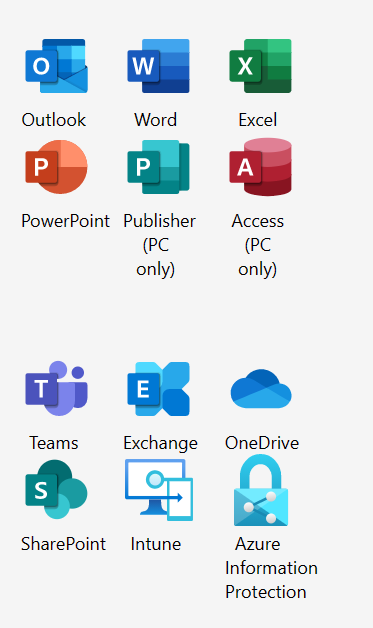 O W X
Outlook Word Excel
P P A
PowerPoint Publisher Access
(PC (PC
only) only)
T E
Teams Exchange OneDrive
S
SharePoint Intune Azure
Information
Protection